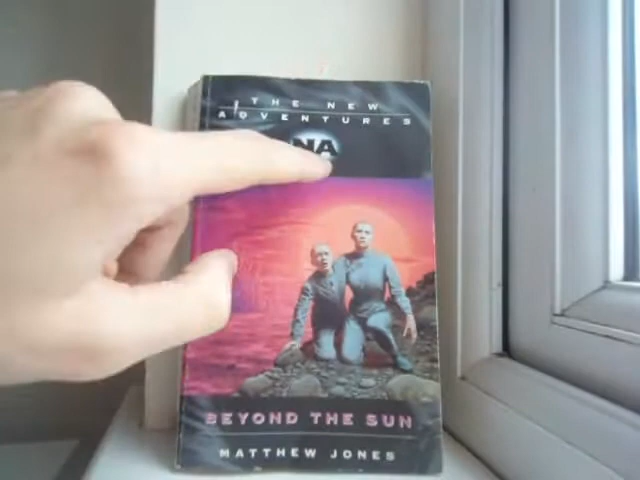 THE NEW
ADVENTURES
NA
BEYOND THE SUN
MATTHEW JONES